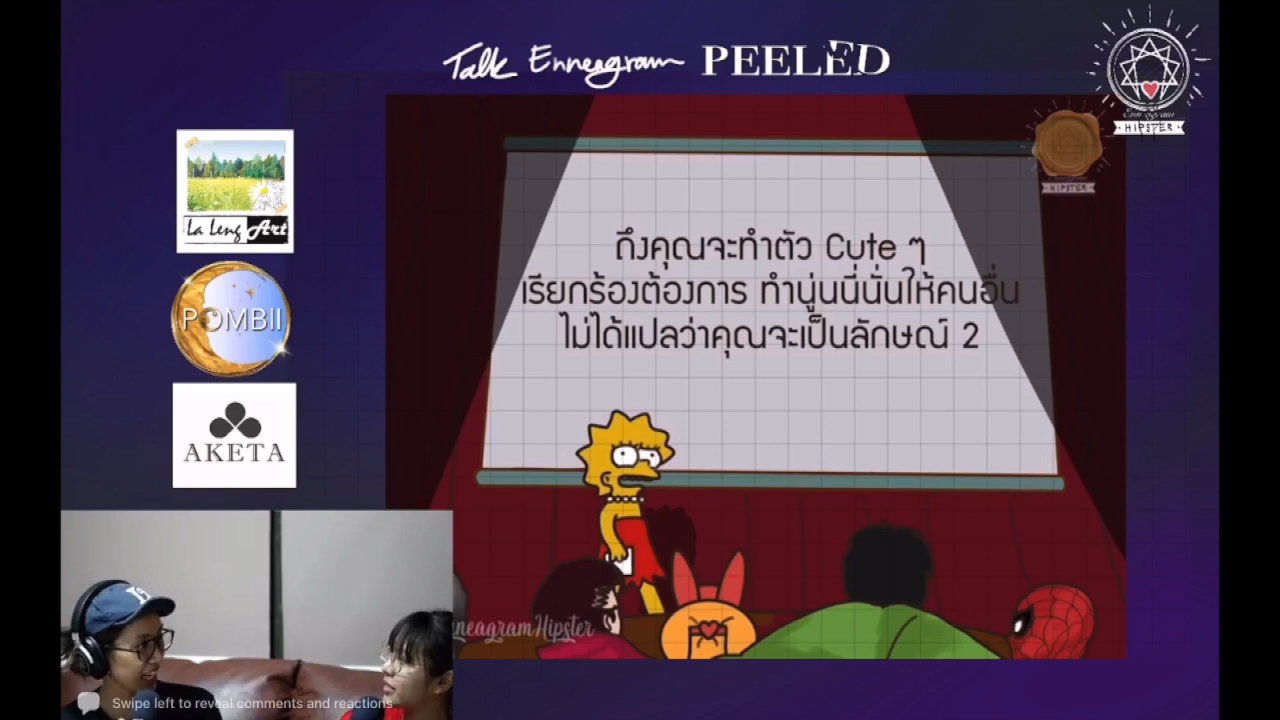 Talk Enneagram PEELED
HIPSTER
HIPSTER
La Leng Art
POMBII
AKETA
ถึงคุณจะทำตัว Cute ๆ
เรียกร้องต้องการ ทำนู่นนี่นั่นให้คนอื่น
ไม่ได้แปลว่าคุณจะเป็นลักษณ์ 2
neagramHipster
Swipe left to reveal comments and reactions